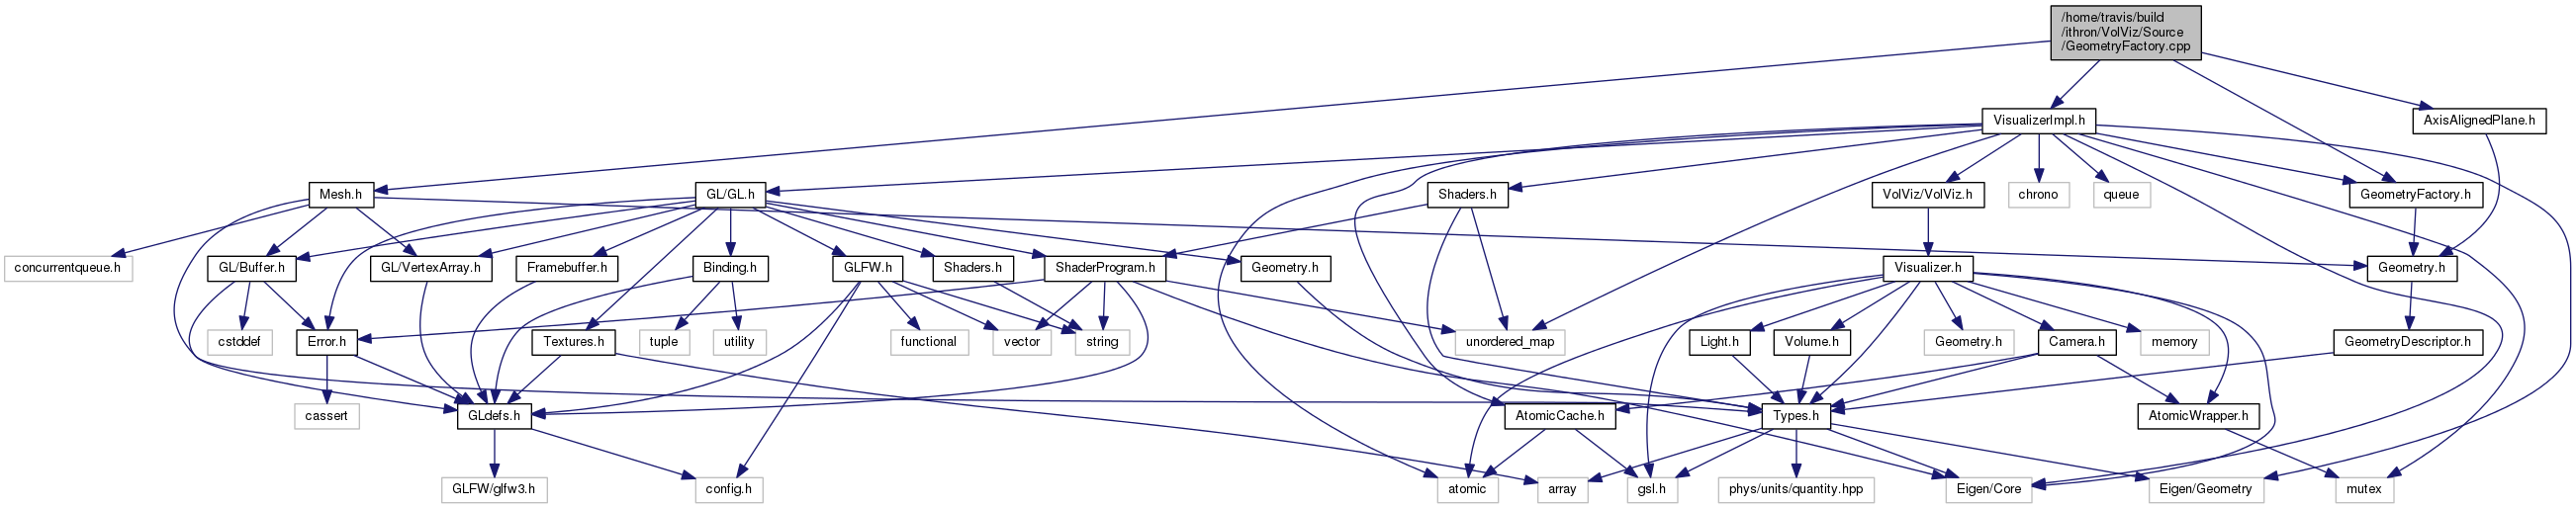 /home/travis/build
/ithron/VolViz/Source
/GeometryFactory.cpp
VisualizerImpl.h
AxisAlignedPlane.h
Mesh.h
GL/GL.h
Shaders.h
VolViz/VolViz.h
chrono
queue
GeometryFactory.h
concurrentqueue.h
GL/Buffer.h
GL/VertexArray.h
Framebuffer.h
Binding.h
GLFW.h
Shaders.h
ShaderProgram.h
Geometry.h
Visualizer.h
Geometry.h
cstddef
Error.h
Textures.h
tuple
utility
functional
vector
string
unordered_map
Light.h
Volume.h
Geometry.h
Camera.h
memory
GeometryDescriptor.h
cassert
GLdefs.h
AtomicCache.h
Types.h
AtomicWrapper.h
GLFW/glfw3.h
config.h
atomic
array
gsl.h
phys/units/quantity.hpp
Eigen/Core
Eigen/Geometry
mutex